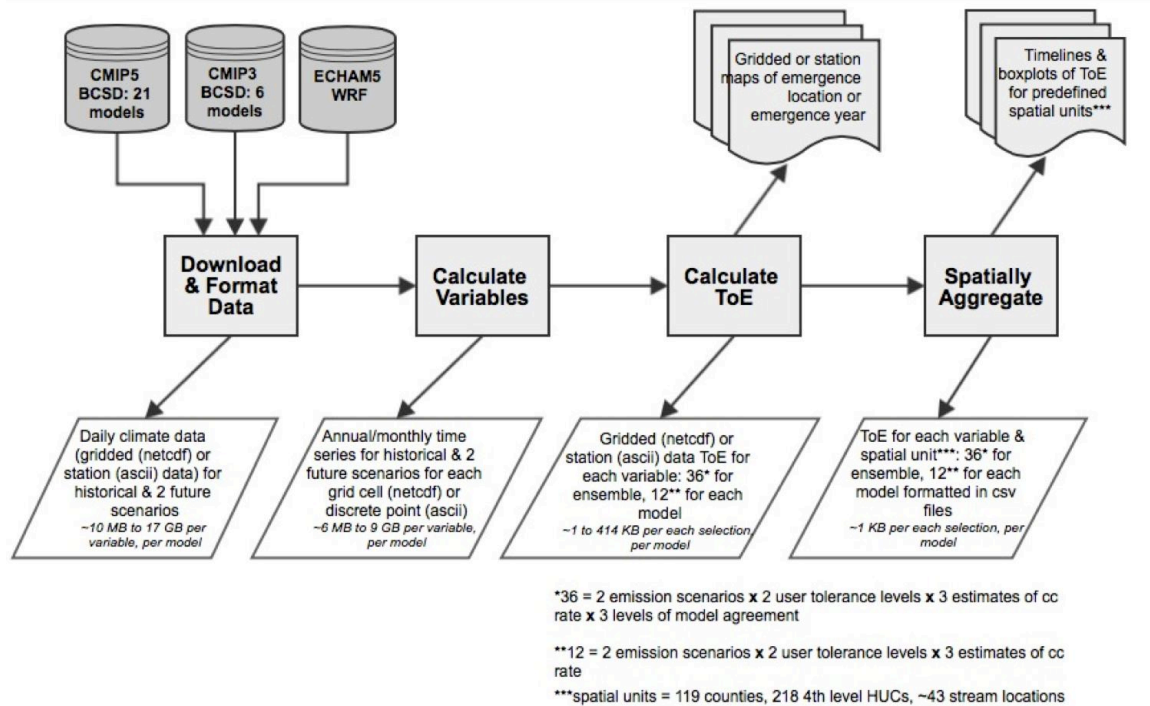 CMIP5
BCSD: 21
models
CMIP3
BCSD: 6
models
ECHAM5
WRF
Gridded or station
maps of emergence
location or
emergence year
Timelines &
boxplots of ToE
for predefined
spatial units***
Download
& Format
Data
Calculate
Variables
Calculate
ToE
Spatially
Aggregate
Daily climate data
(gridded (netcdf) or
station (ascii) data) for
historical & 2 future
scenarios
~10 MB to 17 GB per
variable, per model
Annual/monthly time
series for historical & 2
future scenarios for each
grid cell (netcdf) or
discrete point (ascii)
~6 MB to 9 GB per variable,
per model
Gridded (netcdf) or
station (ascii) data ToE for
each variable: 36* for
ensemble, 12** for each
model
~1 to 414 KB per each selection,
per model
ToE for each variable &
spatial unit***: 36* for
ensemble, 12** for each
model formatted in csv
files
~1 KB per each selection, per
model
*36 = 2 emission scenarios x 2 user tolerance levels x 3 estimates of cc
rate x 3 levels of model agreement
**12 = 2 emission scenarios x 2 user tolerance levels x 3 estimates of cc
rate
***spatial units = 119 counties, 218 4th level HUCs, ~43 stream locations